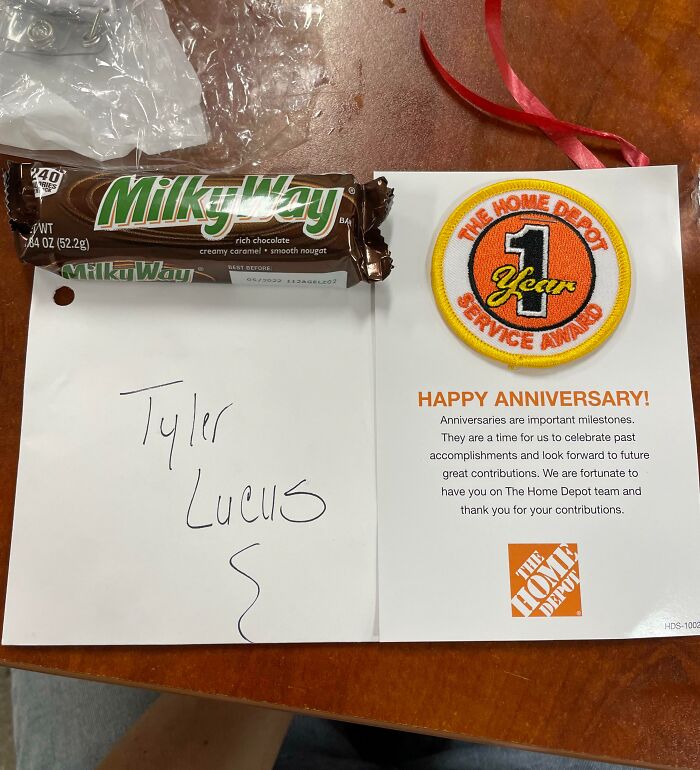 240
MilkyWay
BAR
WT
84 OZ (52.2g)
rich chocolate
creamy caramel • smooth nougat
MilkyWay
BEST BEFORE:
05/2022
Tyler
Lucus
THE HOME DEPOT
1
Year
SERVICE AWARD
HAPPY ANNIVERSARY!
Anniversaries are important milestones.
They are a time for us to celebrate past
accomplishments and look forward to future
great contributions. We are fortunate to
have you on The Home Depot team and
thank you for your contributions.
THE
HOME
DEPOT
HDS-1002